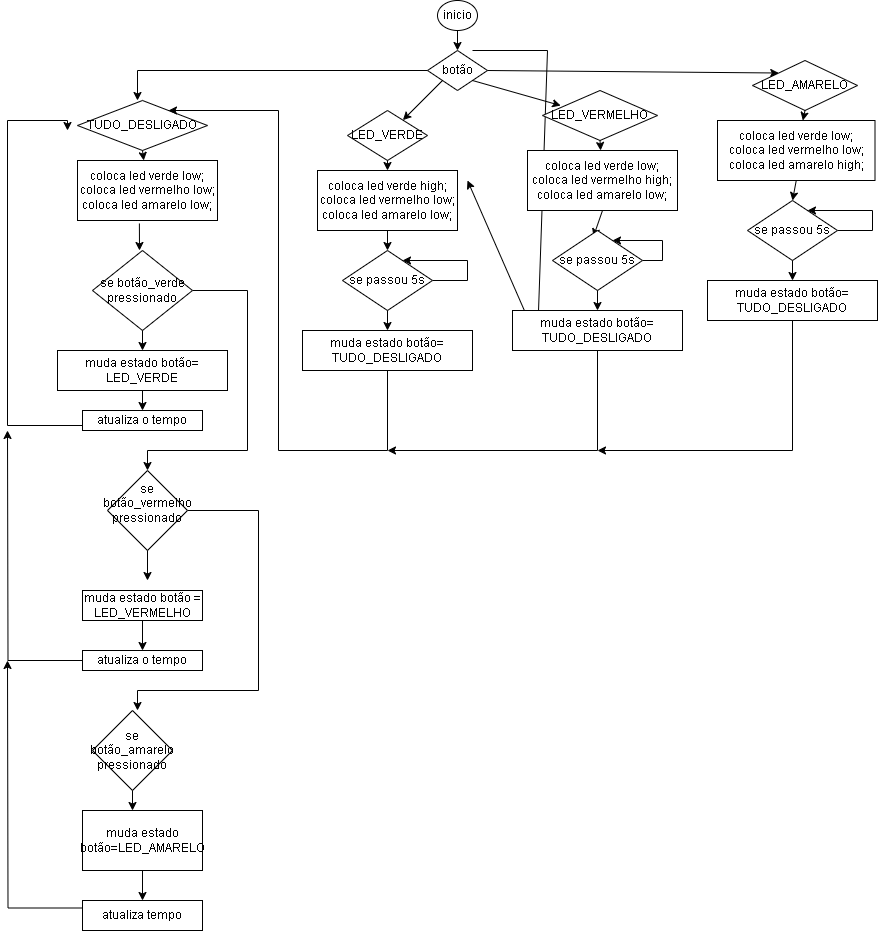 inicio
botão
TUDO_DESLIGADO
coloca led verde low;
coloca led vermelho low;
coloca led amarelo low;
se botão_verde
pressionado
muda estado botão=
LED_VERDE
atualiza o tempo
se
botão_vermelho
pressionado
muda estado botão =
LED_VERMELHO
atualiza o tempo
se
botão_amarelo
pressionado
muda estado
botão=LED_AMARELO
atualiza tempo
LED_VERDE
coloca led verde high;
coloca led vermelho low;
coloca led amarelo low;
se passou 5s
muda estado botão=
TUDO_DESLIGADO
LED_VERMELHO
coloca led verde low;
coloca led vermelho high;
coloca led amarelo low;
se passou 5s
muda estado botão=
TUDO_DESLIGADO
LED_AMARELO
coloca led verde low;
coloca led vermelho low;
coloca led amarelo high;
se passou 5s
muda estado botão=
TUDO_DESLIGADO